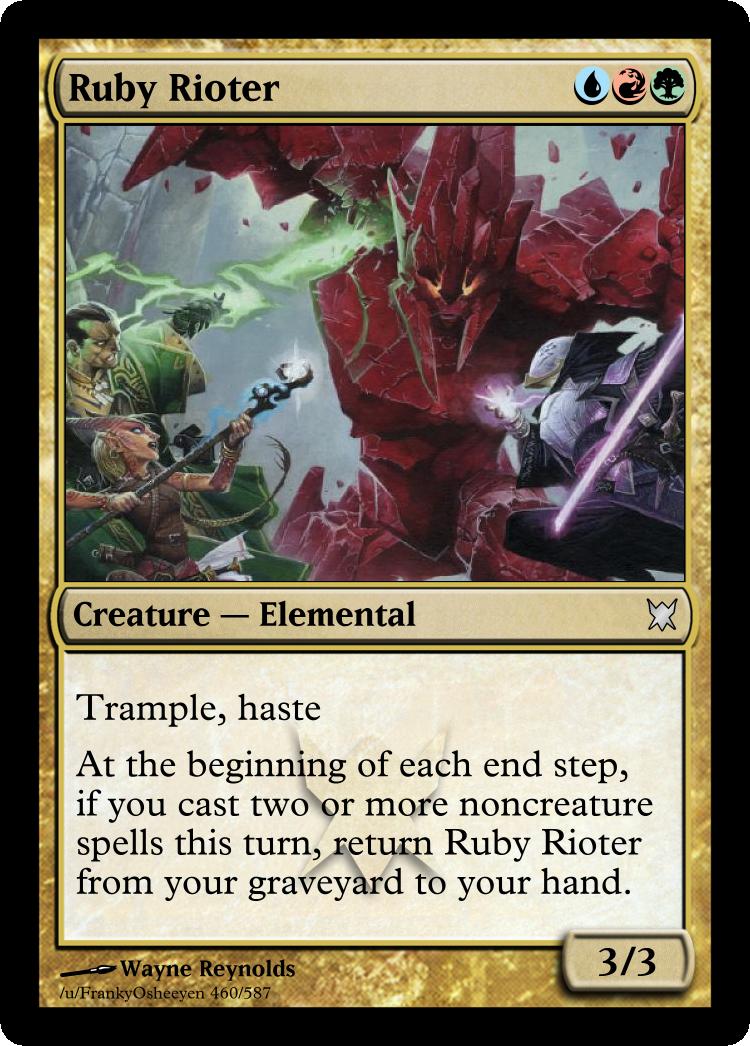 Ruby Rioter
Creature — Elemental
Trample, haste
At the beginning of each end step,
if you cast two or more noncreature
spells this turn, return Ruby Rioter
from your graveyard to your hand.
3/3
Wayne Reynolds
/u/FrankyOsheeyen 460/587